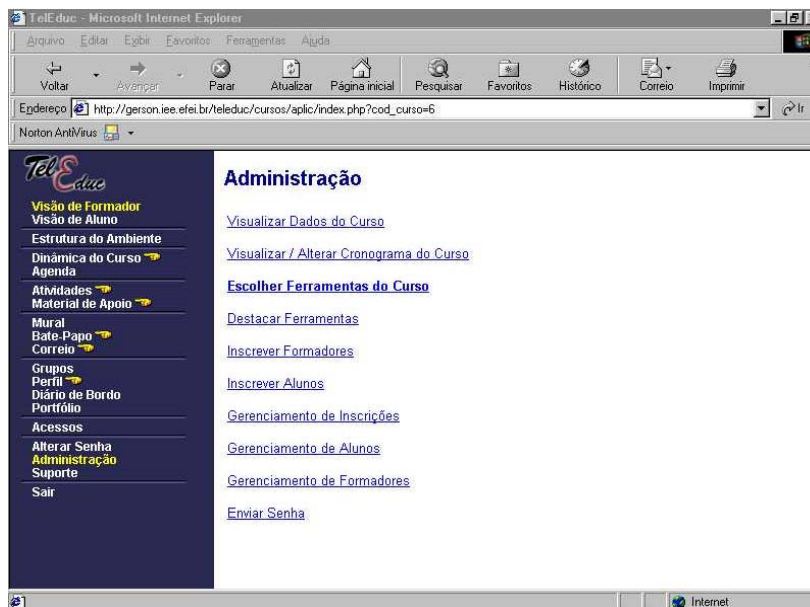 TelEduc - Microsoft Internet Explorer
Arquivo Editar Exibir Favoritos Ferramentas Ajuda
Voltar Avançar Parar Atualizar Página inicial Pesquisar Favoritos Histórico Correio Imprimir
Endereço http://gerson.iee.efei.br/teleduc/cursos/aplic/index.php?cod_curso=6 Ir
Norton AntiVirus
TelEduc
Visão de Formador
Visão de Aluno
Estrutura do Ambiente
Dinâmica do Curso
Agenda
Atividades
Material de Apoio
Mural
Bate-Papo
Correio
Grupos
Perfil
Diário de Bordo
Portfólio
Acessos
Alterar Senha
Administração
Suporte
Sair
Administração
Visualizar Dados do Curso
Visualizar / Alterar Cronograma do Curso
Escolher Ferramentas do Curso
Destacar Ferramentas
Inscrever Formadores
Inscrever Alunos
Gerenciamento de Inscrições
Gerenciamento de Alunos
Gerenciamento de Formadores
Enviar Senha
Internet